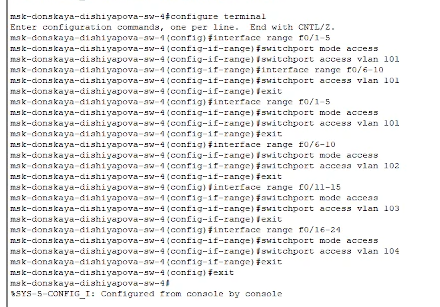 msk-donskaya-dishiyapova-sw-4#configure terminal
Enter configuration commands, one per line.  End with CNTL/Z.
msk-donskaya-dishiyapova-sw-4(config)#interface range f0/1-5
msk-donskaya-dishiyapova-sw-4(config-if-range)#switchport mode access
msk-donskaya-dishiyapova-sw-4(config-if-range)#switchport access vlan 101
msk-donskaya-dishiyapova-sw-4(config-if-range)#interface range f0/6-10
msk-donskaya-dishiyapova-sw-4(config-if-range)#switchport access vlan 101
msk-donskaya-dishiyapova-sw-4(config-if-range)#exit
msk-donskaya-dishiyapova-sw-4(config)#interface range f0/1-5
msk-donskaya-dishiyapova-sw-4(config-if-range)#switchport mode access
msk-donskaya-dishiyapova-sw-4(config-if-range)#switchport access vlan 101
msk-donskaya-dishiyapova-sw-4(config-if-range)#exit
msk-donskaya-dishiyapova-sw-4(config)#interface range f0/6-10
msk-donskaya-dishiyapova-sw-4(config-if-range)#switchport mode access
msk-donskaya-dishiyapova-sw-4(config-if-range)#switchport access vlan 102
msk-donskaya-dishiyapova-sw-4(config-if-range)#exit
msk-donskaya-dishiyapova-sw-4(config)#interface range f0/11-15
msk-donskaya-dishiyapova-sw-4(config-if-range)#switchport mode access
msk-donskaya-dishiyapova-sw-4(config-if-range)#switchport access vlan 103
msk-donskaya-dishiyapova-sw-4(config-if-range)#exit
msk-donskaya-dishiyapova-sw-4(config)#interface range f0/16-24
msk-donskaya-dishiyapova-sw-4(config-if-range)#switchport mode access
msk-donskaya-dishiyapova-sw-4(config-if-range)#switchport access vlan 104
msk-donskaya-dishiyapova-sw-4(config-if-range)#exit
msk-donskaya-dishiyapova-sw-4(config)#exit
msk-donskaya-dishiyapova-sw-4#
%SYS-5-CONFIG_I: Configured from console by console